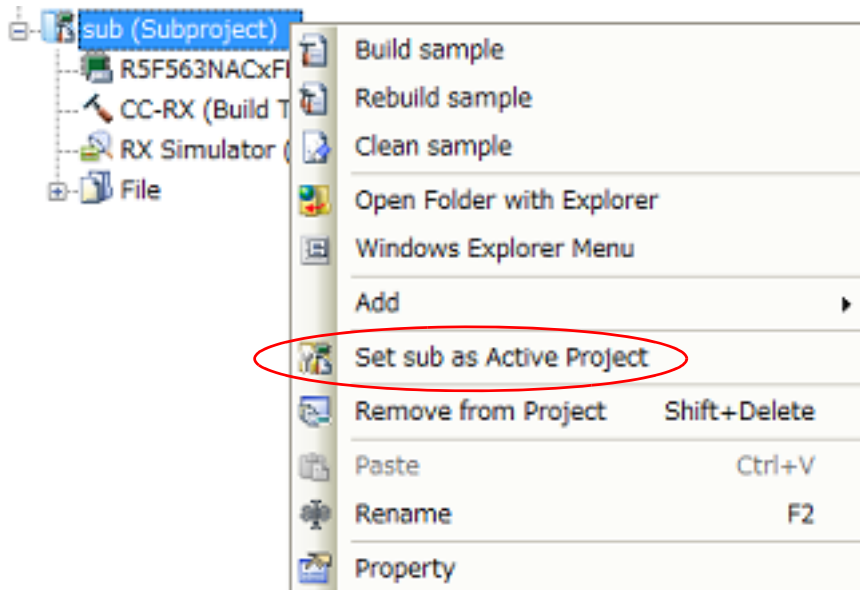 sub (Subproject)
R5F563NACxF
CC-RX (Build T
RX Simulator (
File
Build sample
Rebuild sample
Clean sample
Open Folder with Explorer
Windows Explorer Menu
Add
Set sub as Active Project
Remove from Project Shift+Delete
Paste Ctrl+V
Rename F2
Property